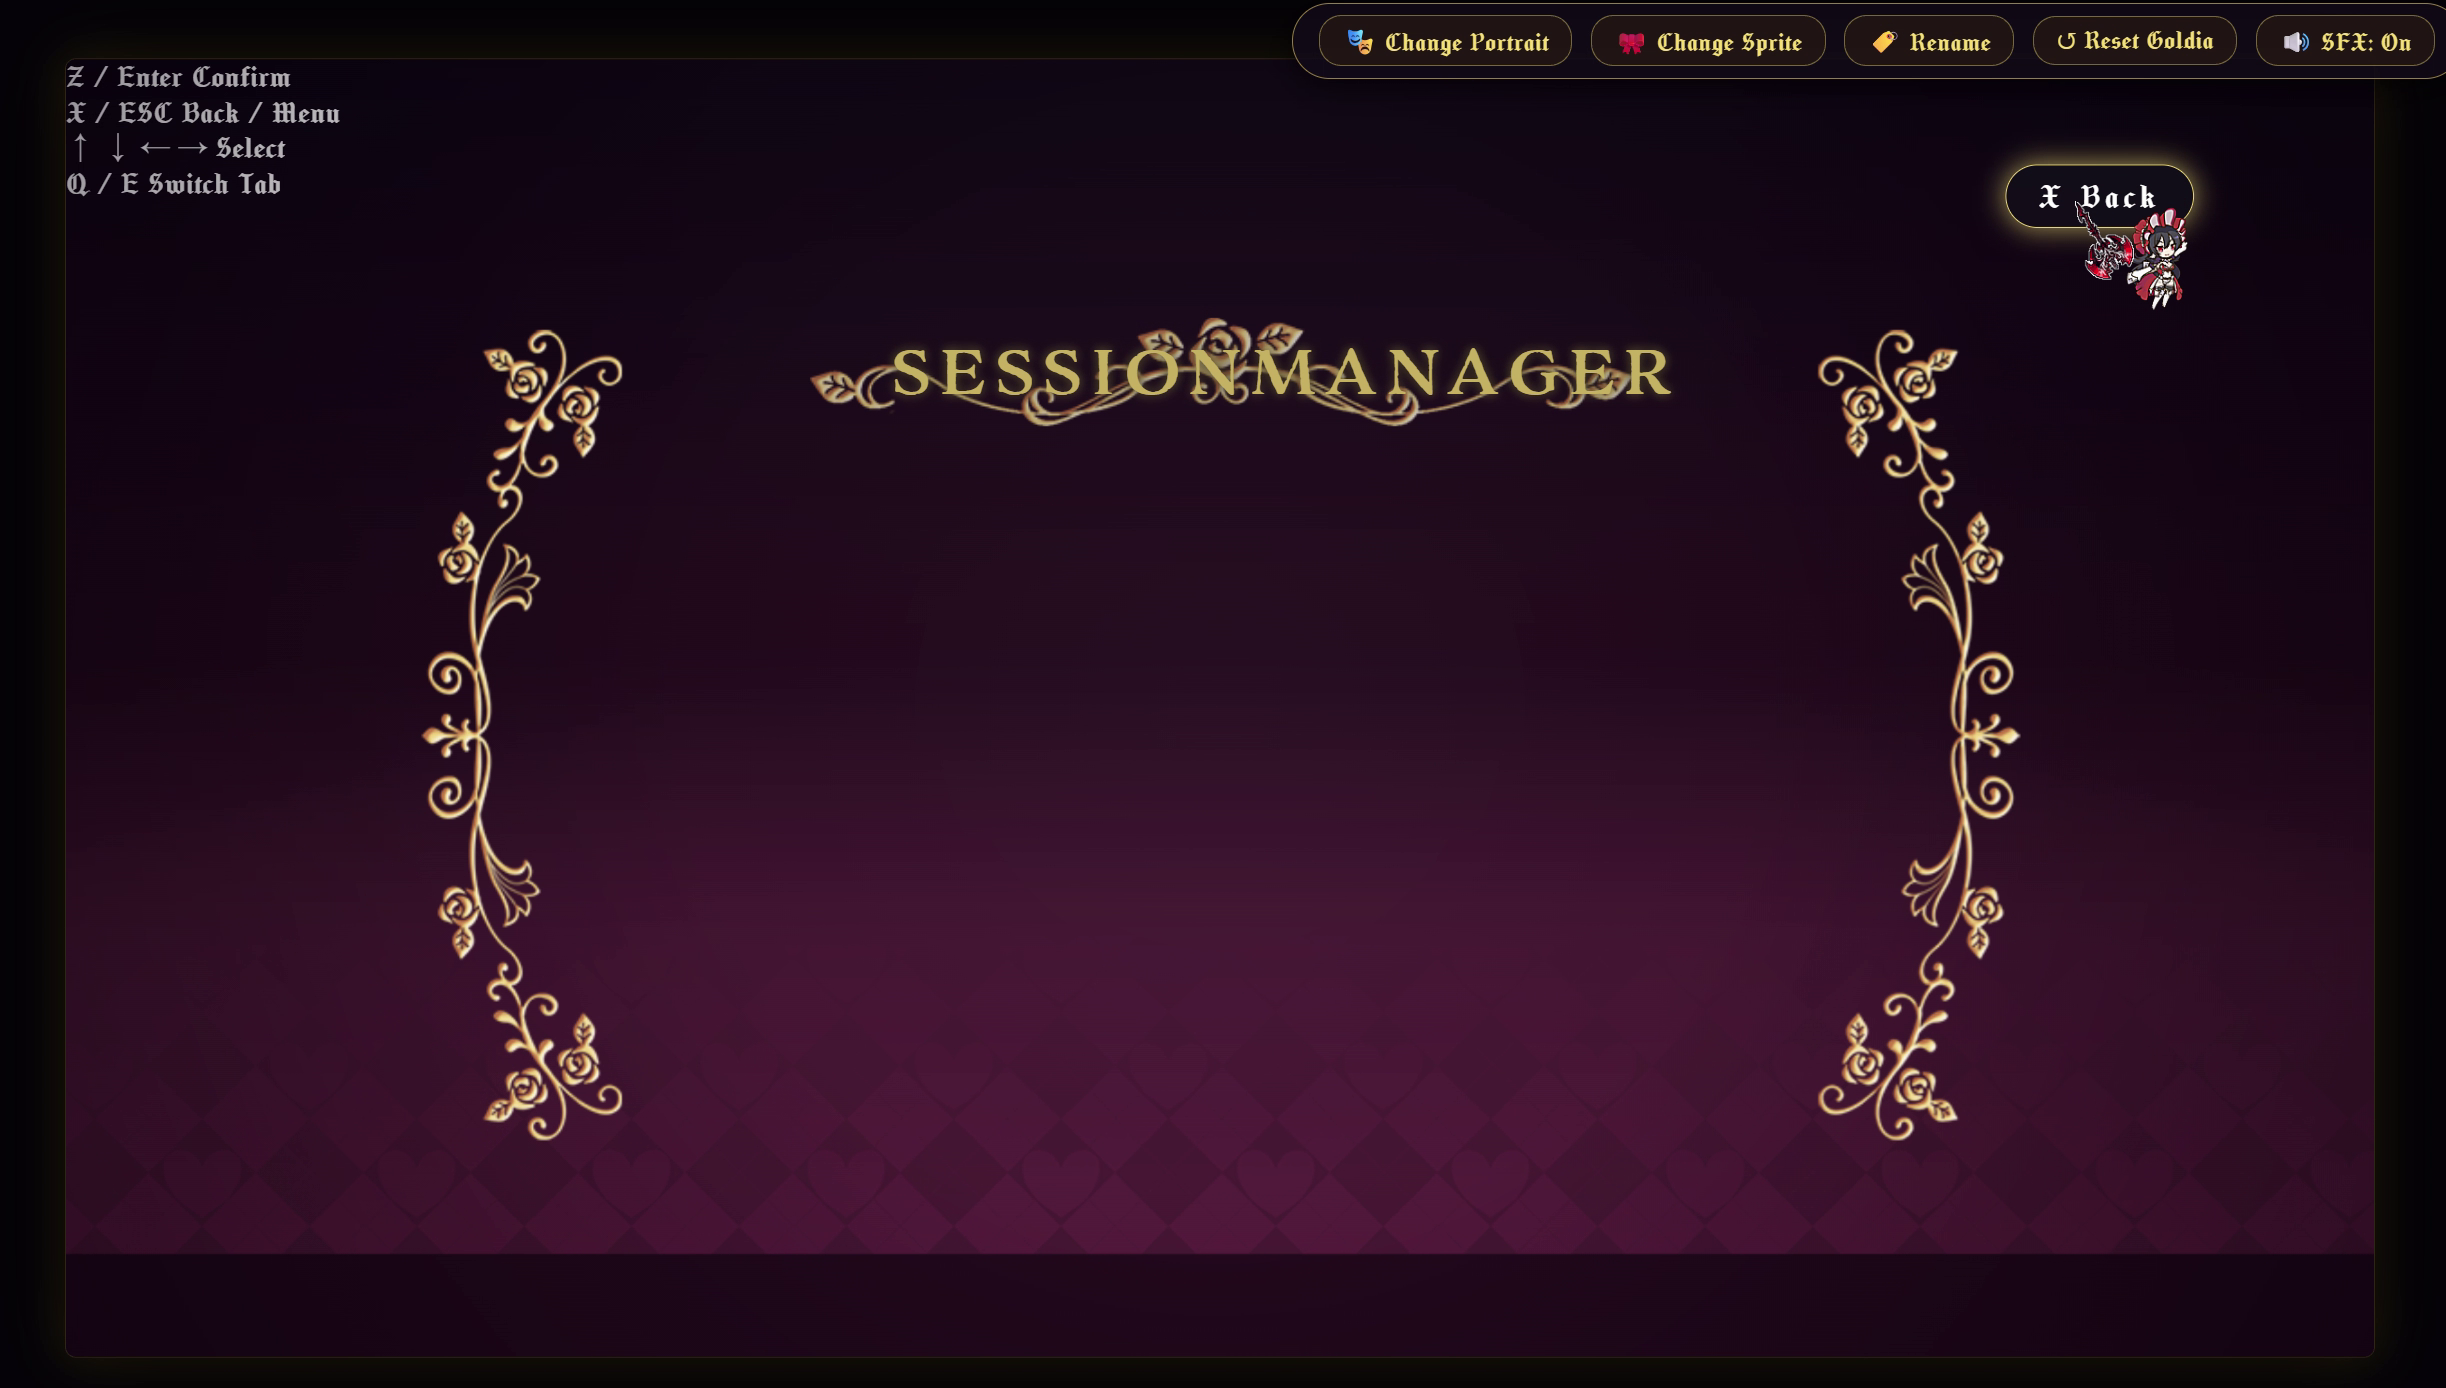 Change Portrait
Change Sprite
Rename
↺ Reset Goldia
SFX: On
Z / Enter Confirm
X / ESC Back / Menu
↑ ↓ ← → Select
Q / E Switch Tab
X Back
SESSIONMANAGER